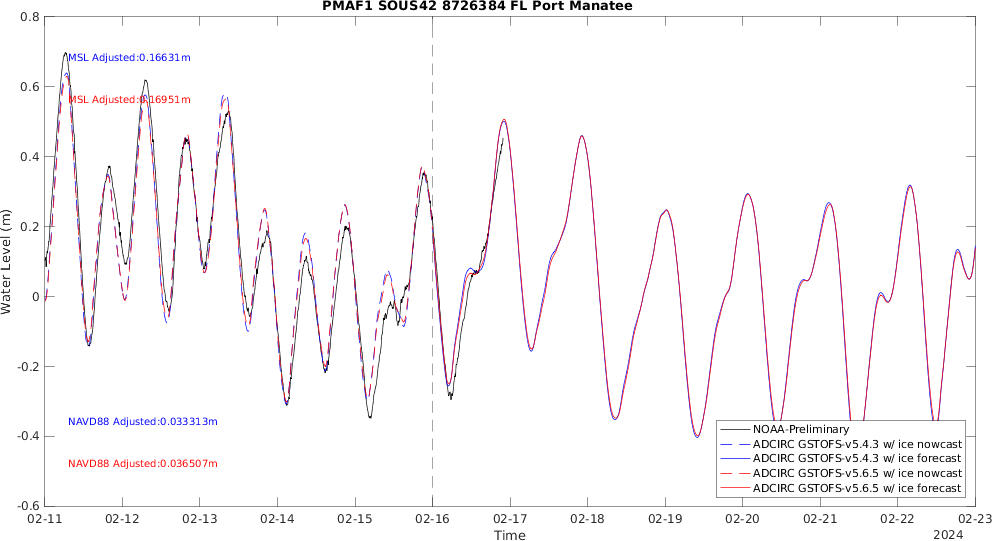 PMAF1 SOUS42 8726384 FL Port Manatee
0.8
0.6
0.4
0.2
0
-0.2
-0.4
-0.6
Water Level (m)
MSL Adjusted:0.16631m
MSL Adjusted:0.16951m
NAVD88 Adjusted:0.033313m
NAVD88 Adjusted:0.036507m
NOAA-Preliminary
ADCIRC GSTOFS-v5.4.3 w/ ice nowcast
ADCIRC GSTOFS-v5.4.3 w/ ice forecast
ADCIRC GSTOFS-v5.6.5 w/ ice nowcast
ADCIRC GSTOFS-v5.6.5 w/ ice forecast
02-11 02-12 02-13 02-14 02-15 02-16 02-17 02-18 02-19 02-20 02-21 02-22 02-23
Time
2024